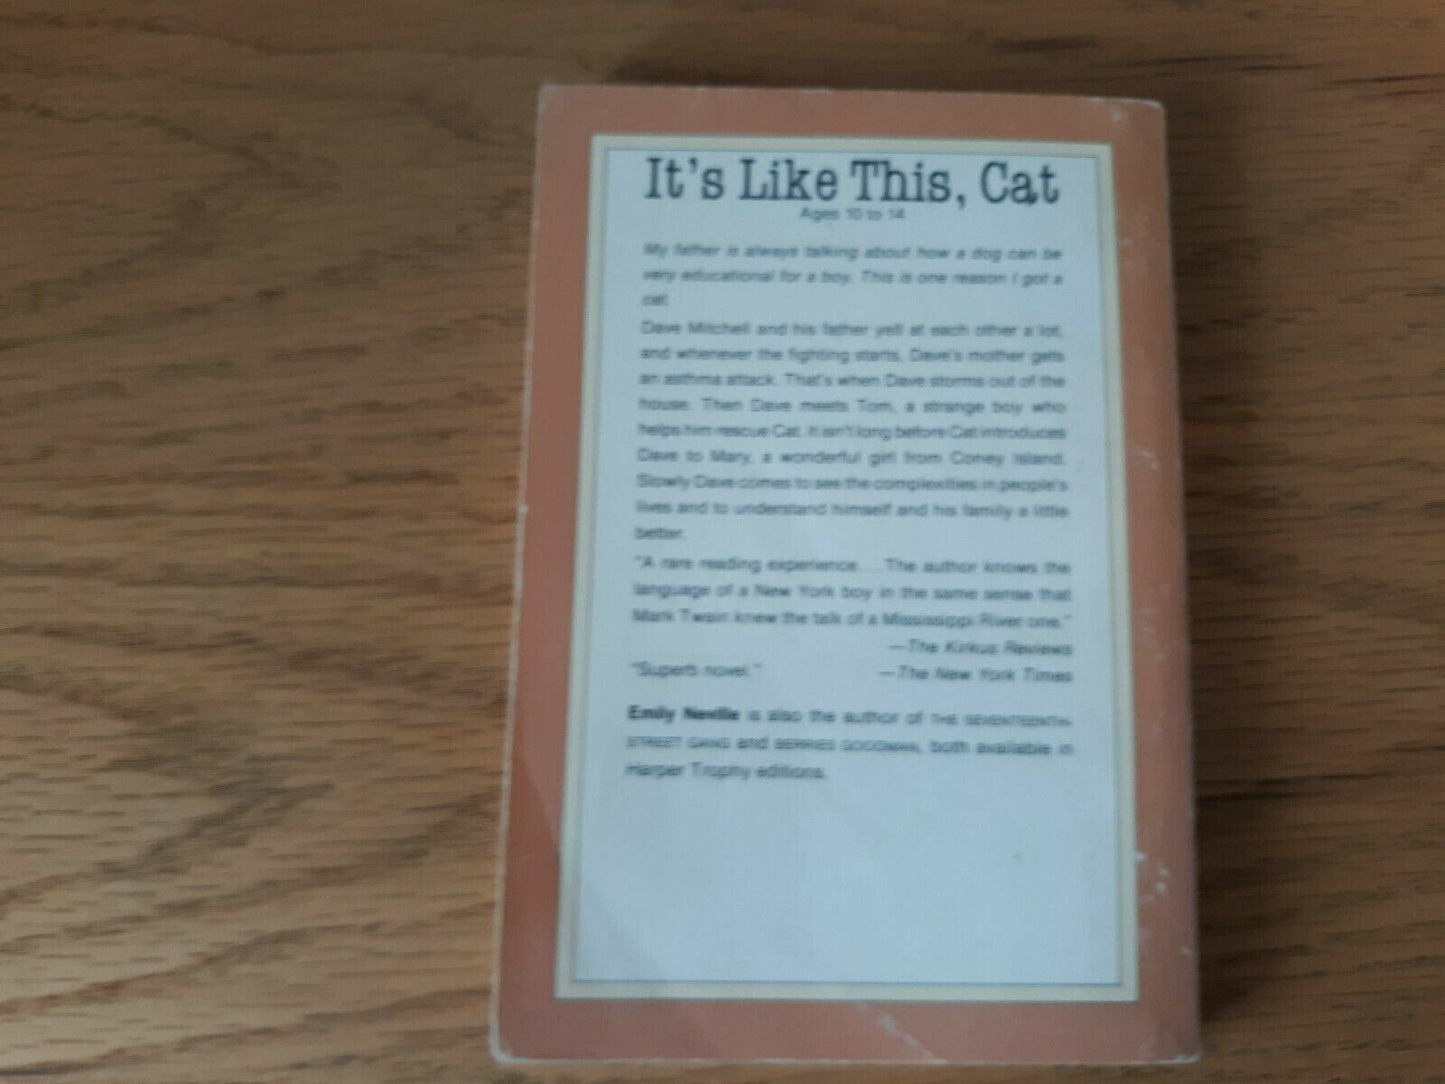 It's Like This, Cat
Ages 10 to 14
My father is always talking about how a dog can be
very educational for a boy. This is one reason I got a
cat.
Dave Mitchell and his father yell at each other a lot,
and whenever the fighting starts, Dave's mother gets
an asthma attack. That's when Dave storms out of the
house. Then Dave meets Tom, a strange boy who
helps him rescue Cat. It isn't long before Cat introduces
Dave to Mary, a wonderful girl from Coney Island.
Slowly Dave comes to see the complexities in people's
lives and to understand himself and his family a little
better.
"A rare reading experience....The author knows the
language of a New York boy in the same sense that
Mark Twain knew the talk of a Mississippi River one."
—The Kirkus Reviews
"Superb novel." —The New York Times
Emily Neville is also the author of THE SEVENTEENTH-
STREET GANG and BERRIES GOODMAN, both available in
Harper Trophy editions.